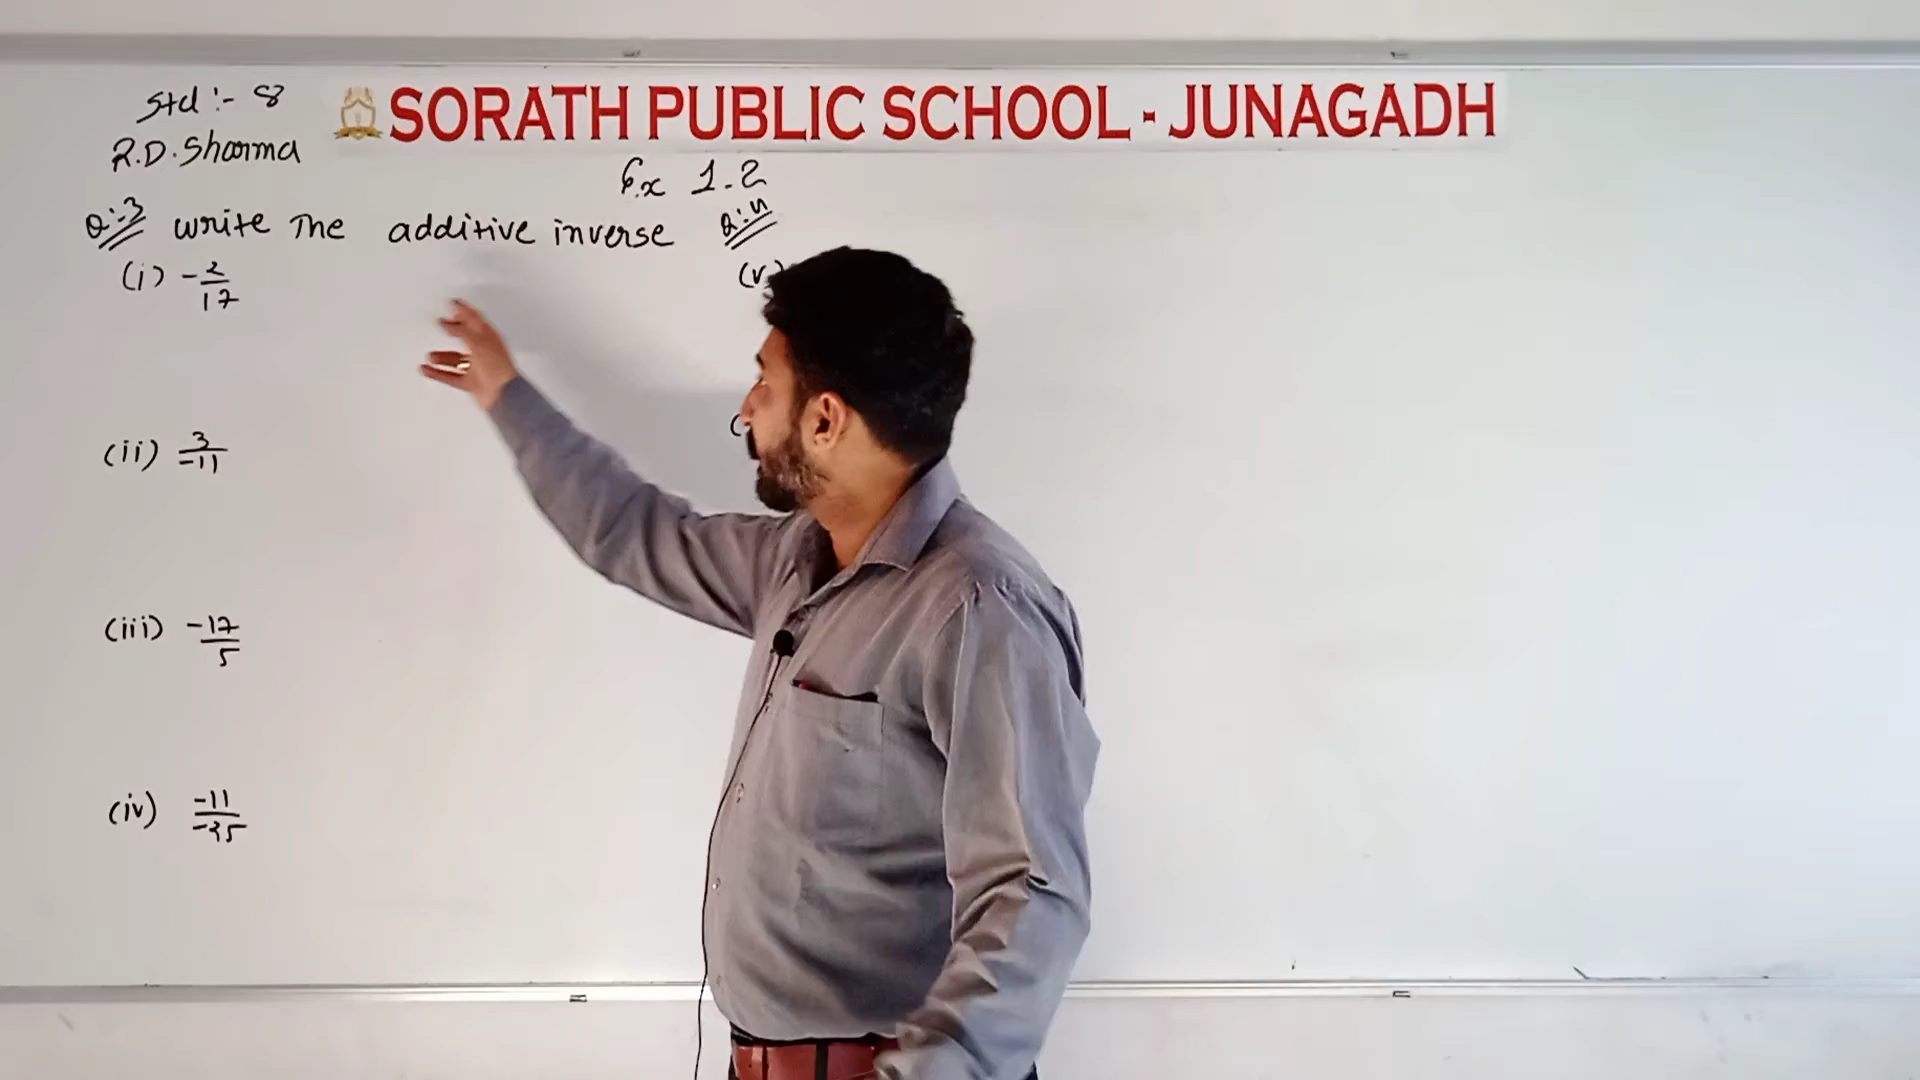 Std :- 8
SORATH PUBLIC SCHOOL - JUNAGADH
R.D. Sharma
Ex 1.2
Q:-3 write The additive inverse
Q:-4
(i) -2/17
(v)
(ii) 3/-11
(iii) -17/5
(iv) -11/-25